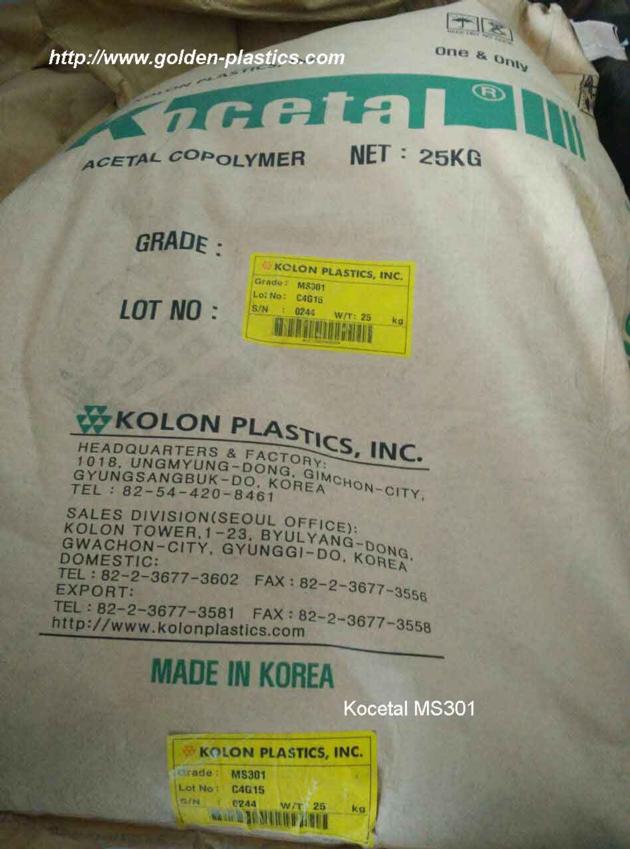 http://www.golden-plastics.com
One & Only
KOLON PLASTICS,
Kocetal ®
ACETAL COPOLYMER NET : 25KG
GRADE :
LOT NO :
KOLON PLASTICS, INC.
Grade : MS301
Lot No : C4G15
S/N : 0244 W/T : 25 kg
KOLON PLASTICS, INC.
HEADQUARTERS & FACTORY:
1018, UNGMYUNG-DONG, GIMCHON-CITY,
GYUNGSANGBUK-DO, KOREA
TEL : 82-54-420-8461
SALES DIVISION(SEOUL OFFICE):
KOLON TOWER,1-23, BYULYANG-DONG,
GWACHON-CITY, GYUNGGI-DO, KOREA
DOMESTIC:
TEL : 82-2-3677-3602 FAX : 82-2-3677-3556
EXPORT:
TEL : 82-2-3677-3581 FAX : 82-2-3677-3558
http://www.kolonplastics.com
MADE IN KOREA
Kocetal MS301
KOLON PLASTICS, INC.
Grade : MS301
Lot No : C4G15
S/N : 0244 W/T : 25 kg